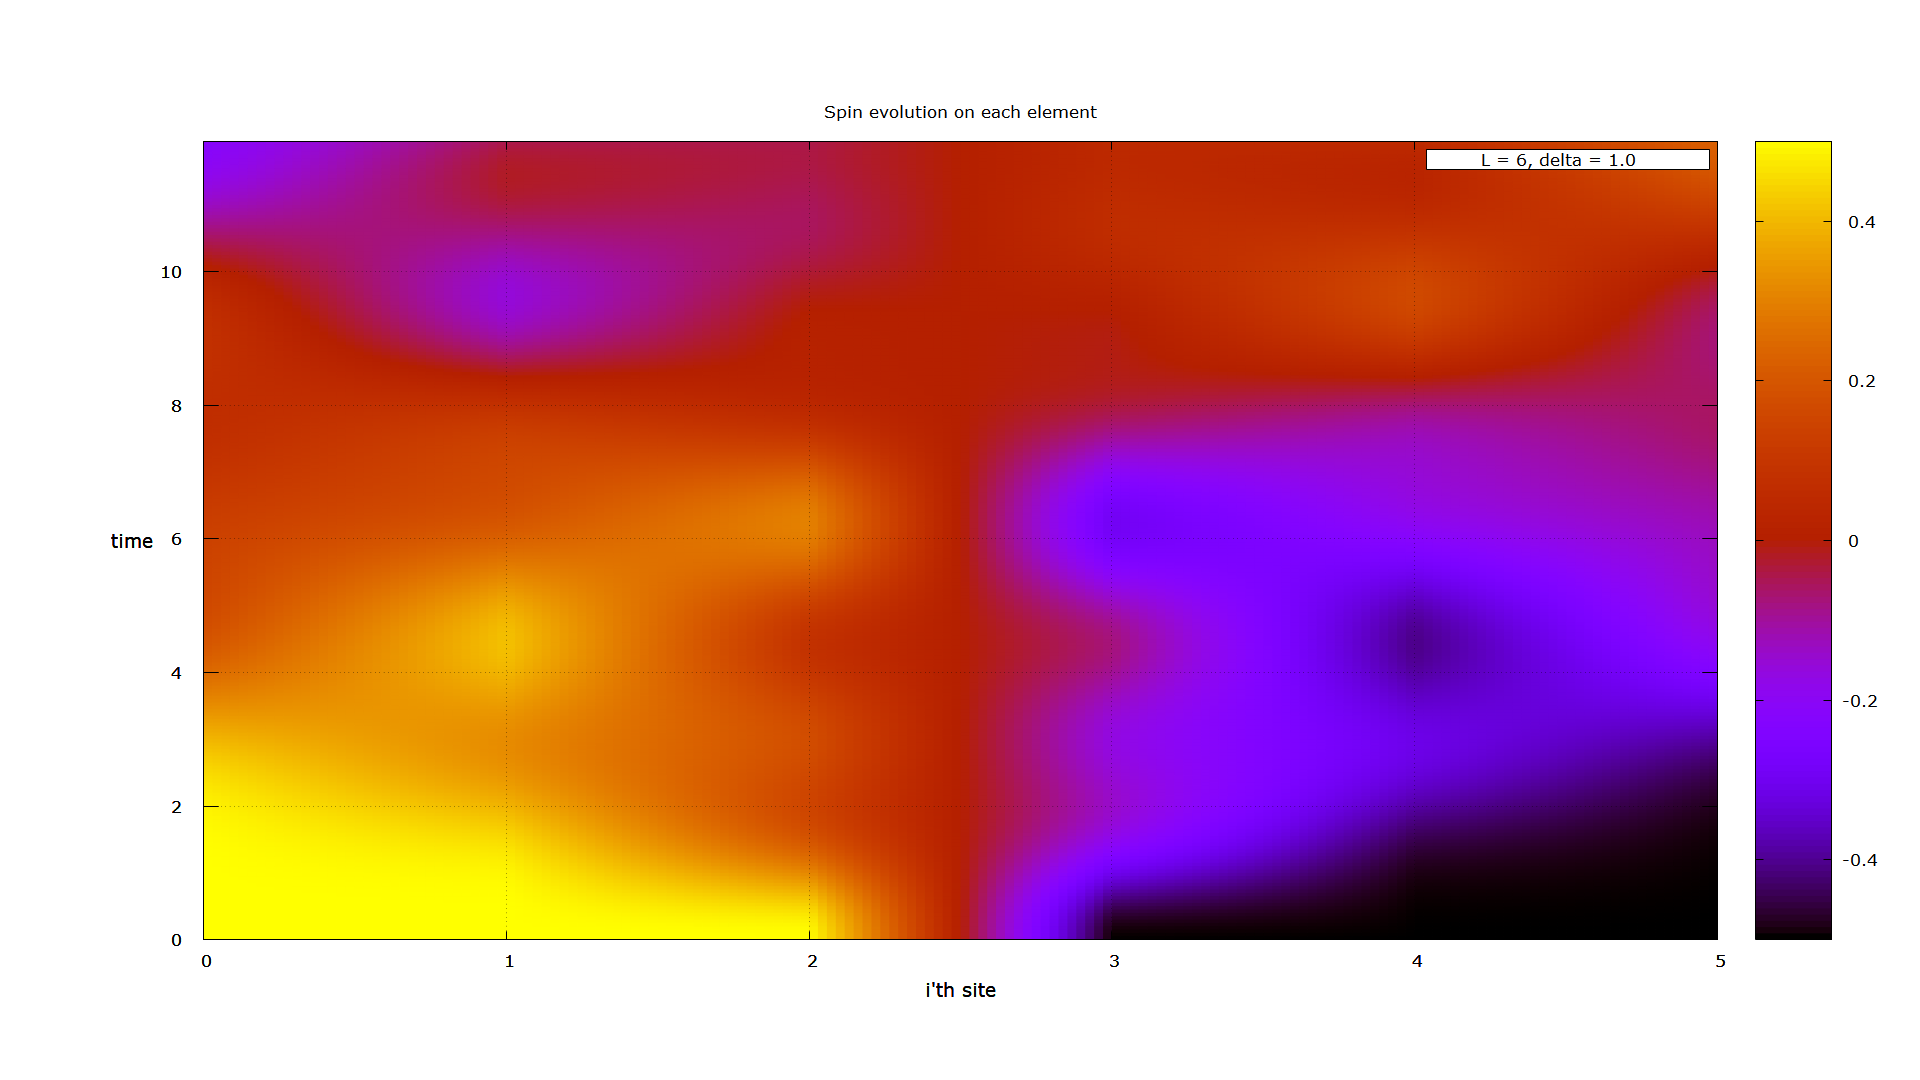 Spin evolution on each element
L = 6, delta = 1.0
0.4
10
0.2
8
time
6
0
4
-0.2
2
-0.4
0
0 1 2 3 4 5
i'th site